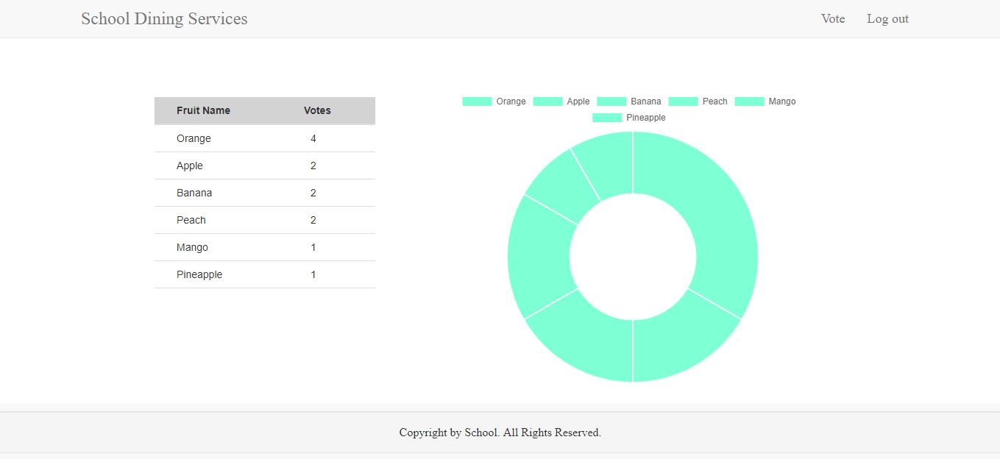 School Dining Services Vote Log out
Fruit Name Votes
Orange 4
Apple 2
Banana 2
Peach 2
Mango 1
Pineapple 1
Orange Apple Banana Peach Mango
Pineapple
Copyright by School. All Rights Reserved.